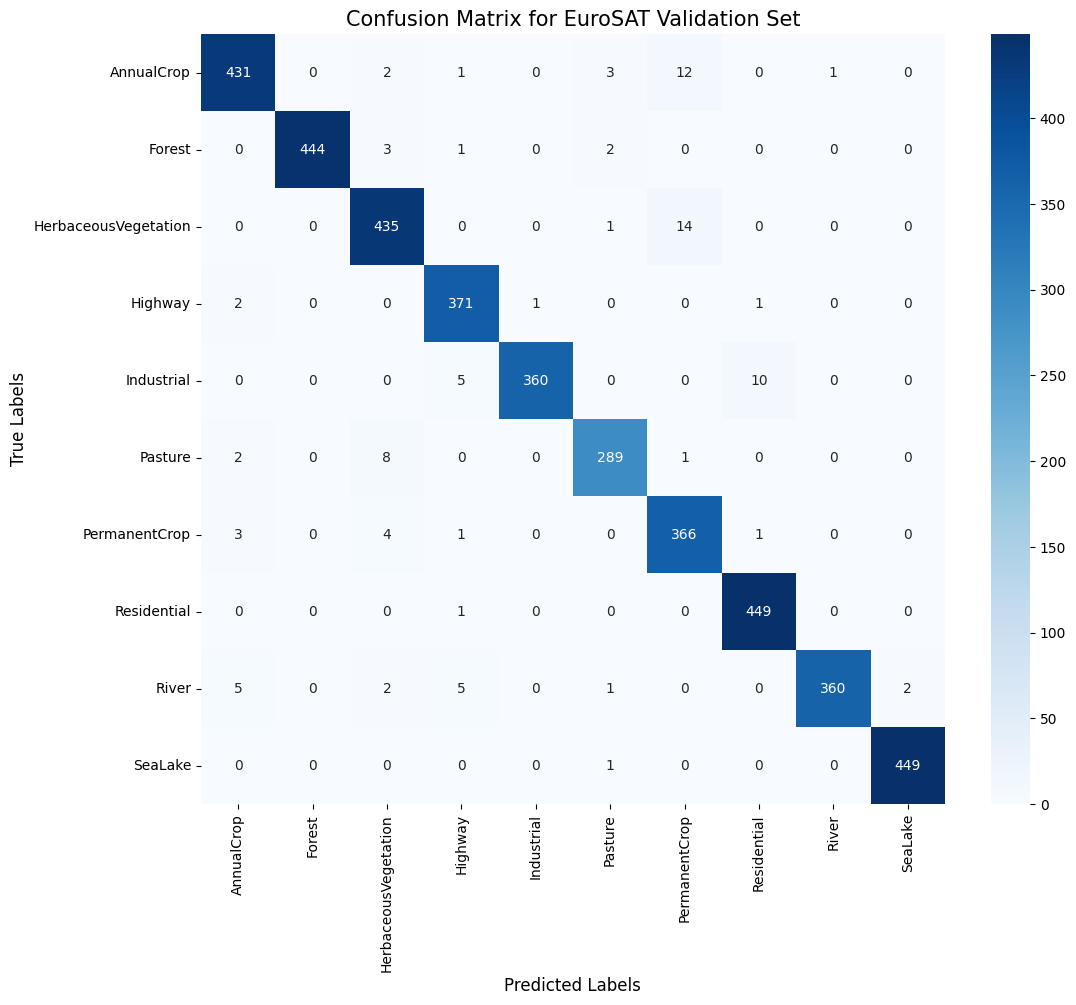 Confusion Matrix for EuroSAT Validation Set
True Labels
AnnualCrop 431 0 2 1 0 3 12 0 1 0
Forest 0 444 3 1 0 2 0 0 0 0
HerbaceousVegetation 0 0 435 0 0 1 14 0 0 0
Highway 2 0 0 371 1 0 0 1 0 0
Industrial 0 0 0 5 360 0 0 10 0 0
Pasture 2 0 8 0 0 289 1 0 0 0
PermanentCrop 3 0 4 1 0 0 366 1 0 0
Residential 0 0 0 1 0 0 0 449 0 0
River 5 0 2 5 0 1 0 0 360 2
SeaLake 0 0 0 0 0 1 0 0 0 449
AnnualCrop
Forest
HerbaceousVegetation
Highway
Industrial
Pasture
PermanentCrop
Residential
River
SeaLake
Predicted Labels
400
350
300
250
200
150
100
50
0